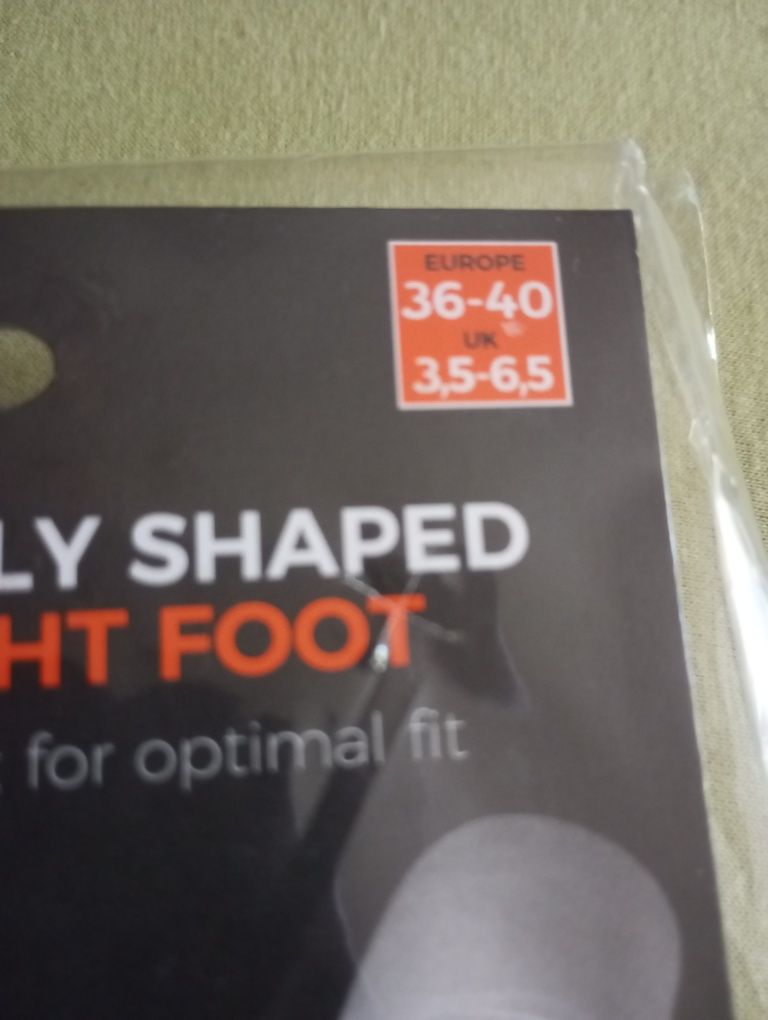 EUROPE
36-40
UK
3,5-6,5
LY SHAPED
HT FOOT
for optimal fit